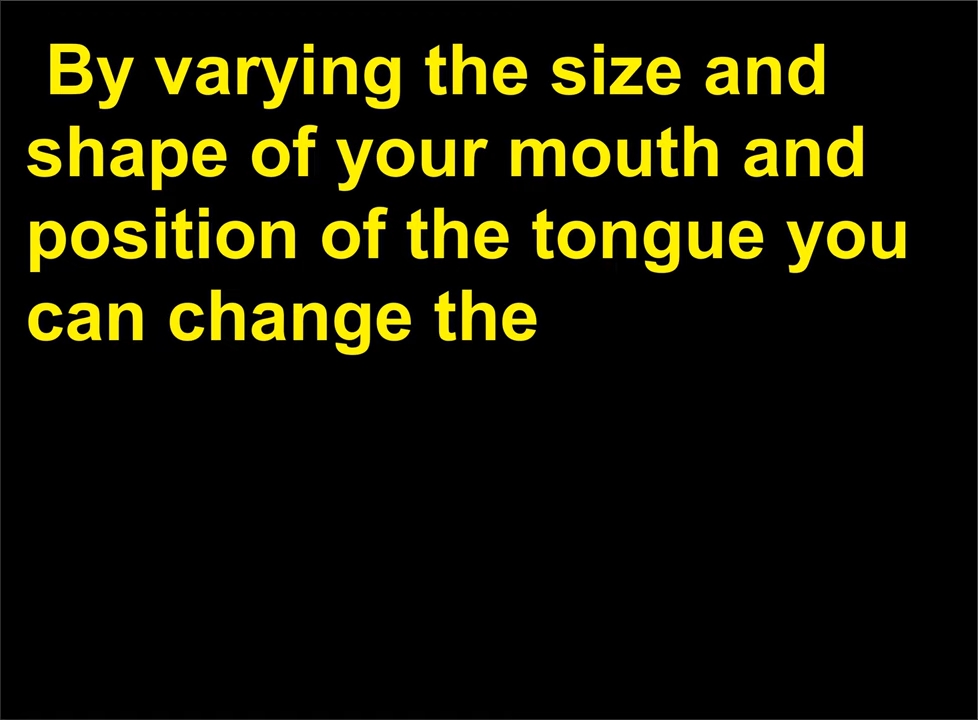 By varying the size and
shape of your mouth and
position of the tongue you
can change the